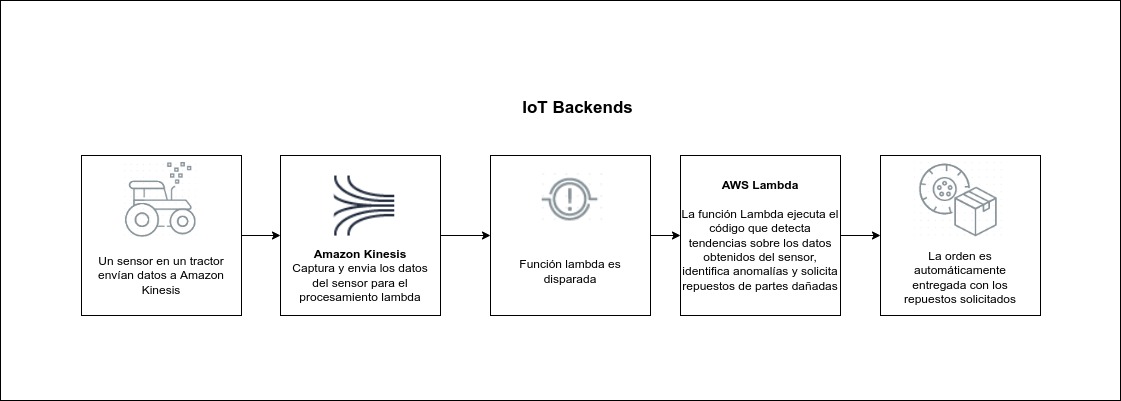 IoT Backends
Un sensor en un tractor
envían datos a Amazon
Kinesis
Amazon Kinesis
Captura y envia los datos
del sensor para el
procesamiento lambda
Función lambda es
disparada
AWS Lambda
La función Lambda ejecuta el
código que detecta
tendencias sobre los datos
obtenidos del sensor,
identifica anomalías y solicita
repuestos de partes dañadas
La orden es
automáticamente
entregada con los
repuestos solicitados